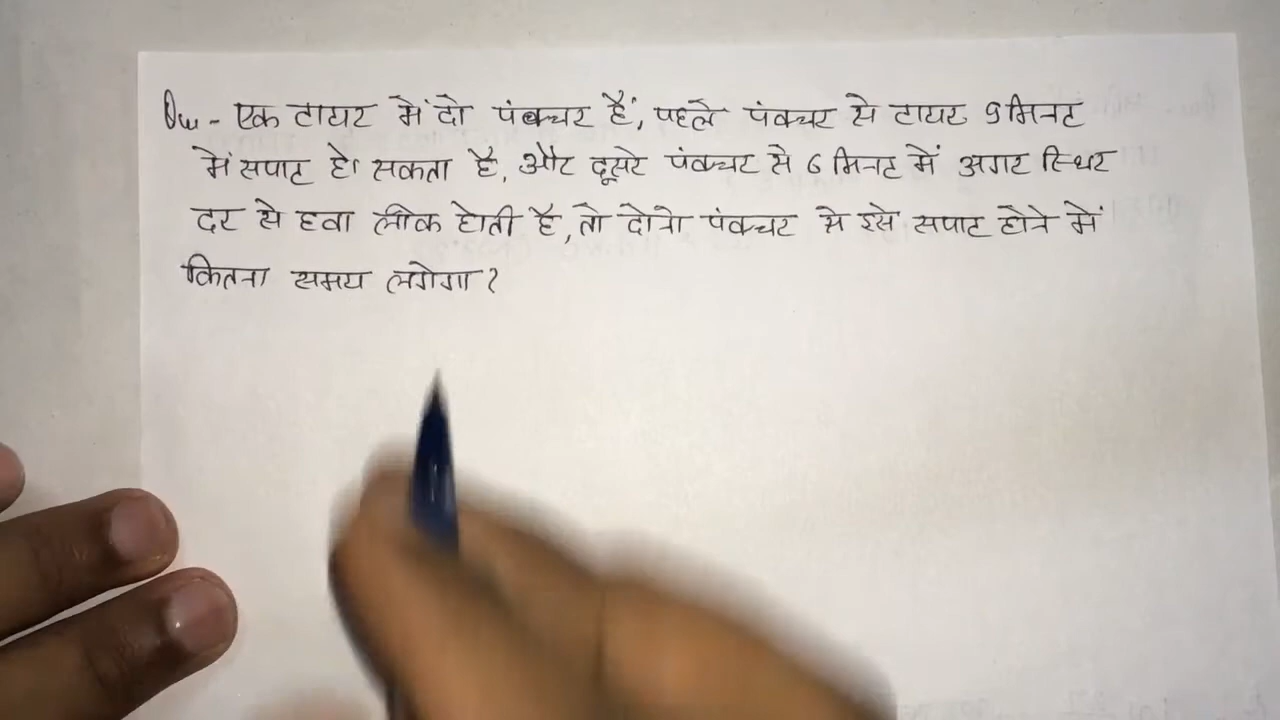 Que - एक टायर में दो पंक्चर हैं, पहले पंक्चर से टायर 9 मिनट
में सपाट हो सकता है, और दूसरे पंक्चर से 6 मिनट में अगर स्थिर
दर से हवा लीक होती है, तो दोनो पंक्चर से इसे सपाट होने में
कितना समय लगेगा?